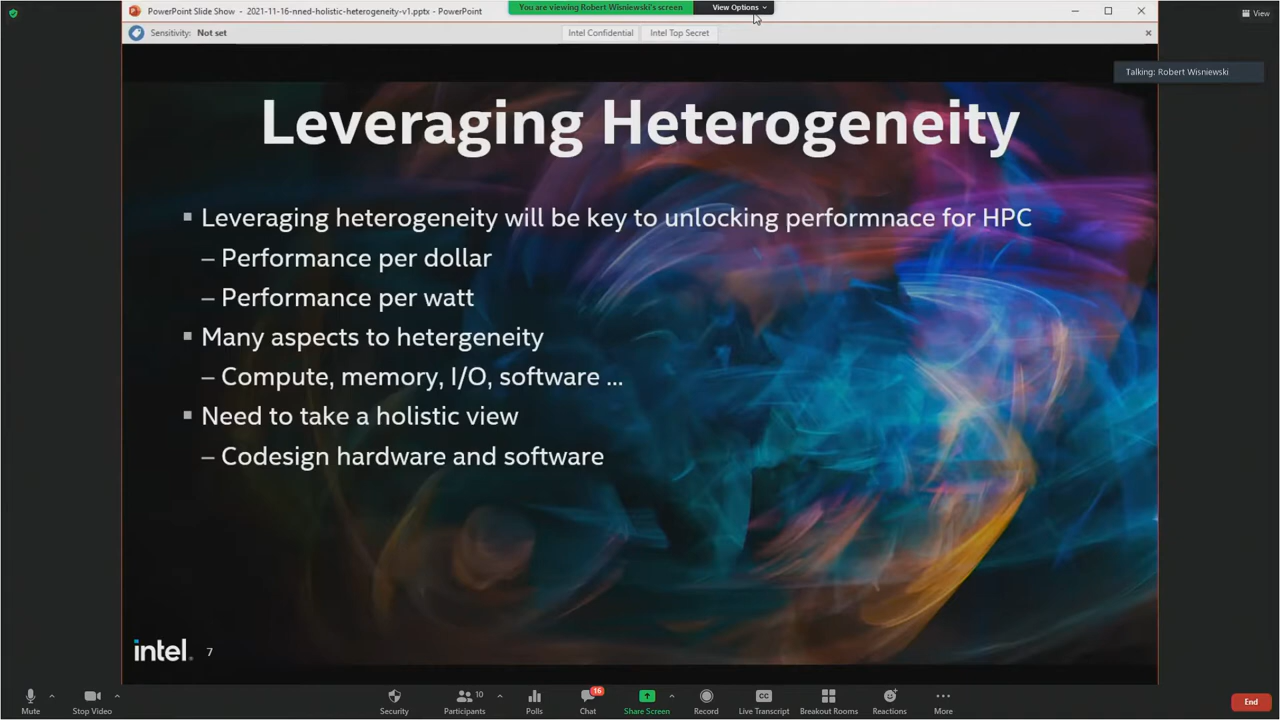 PowerPoint Slide Show - 2021-11-16-nned-holistic-heterogeneity-v1.pptx - PowerPoint
You are viewing Robert Wisniewski's screen
View Options
View
Sensitivity: Not set
Intel Confidential
Intel Top Secret
Talking: Robert Wisniewski
Leveraging Heterogeneity
Leveraging heterogeneity will be key to unlocking performnace for HPC
– Performance per dollar
– Performance per watt
Many aspects to hetergeneity
– Compute, memory, I/O, software ...
Need to take a holistic view
– Codesign hardware and software
intel.
7
Mute
Stop Video
Security
Participants
10
Polls
Chat
16
Share Screen
Record
CC
Live Transcript
Breakout Rooms
Reactions
More
End